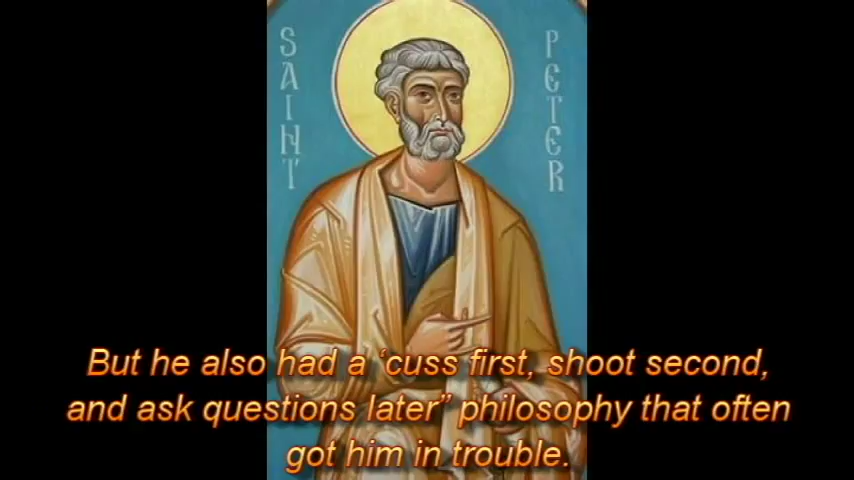 SAINT
PETER
But he also had a ‘cuss first, shoot second,
and ask questions later” philosophy that often
got him in trouble.